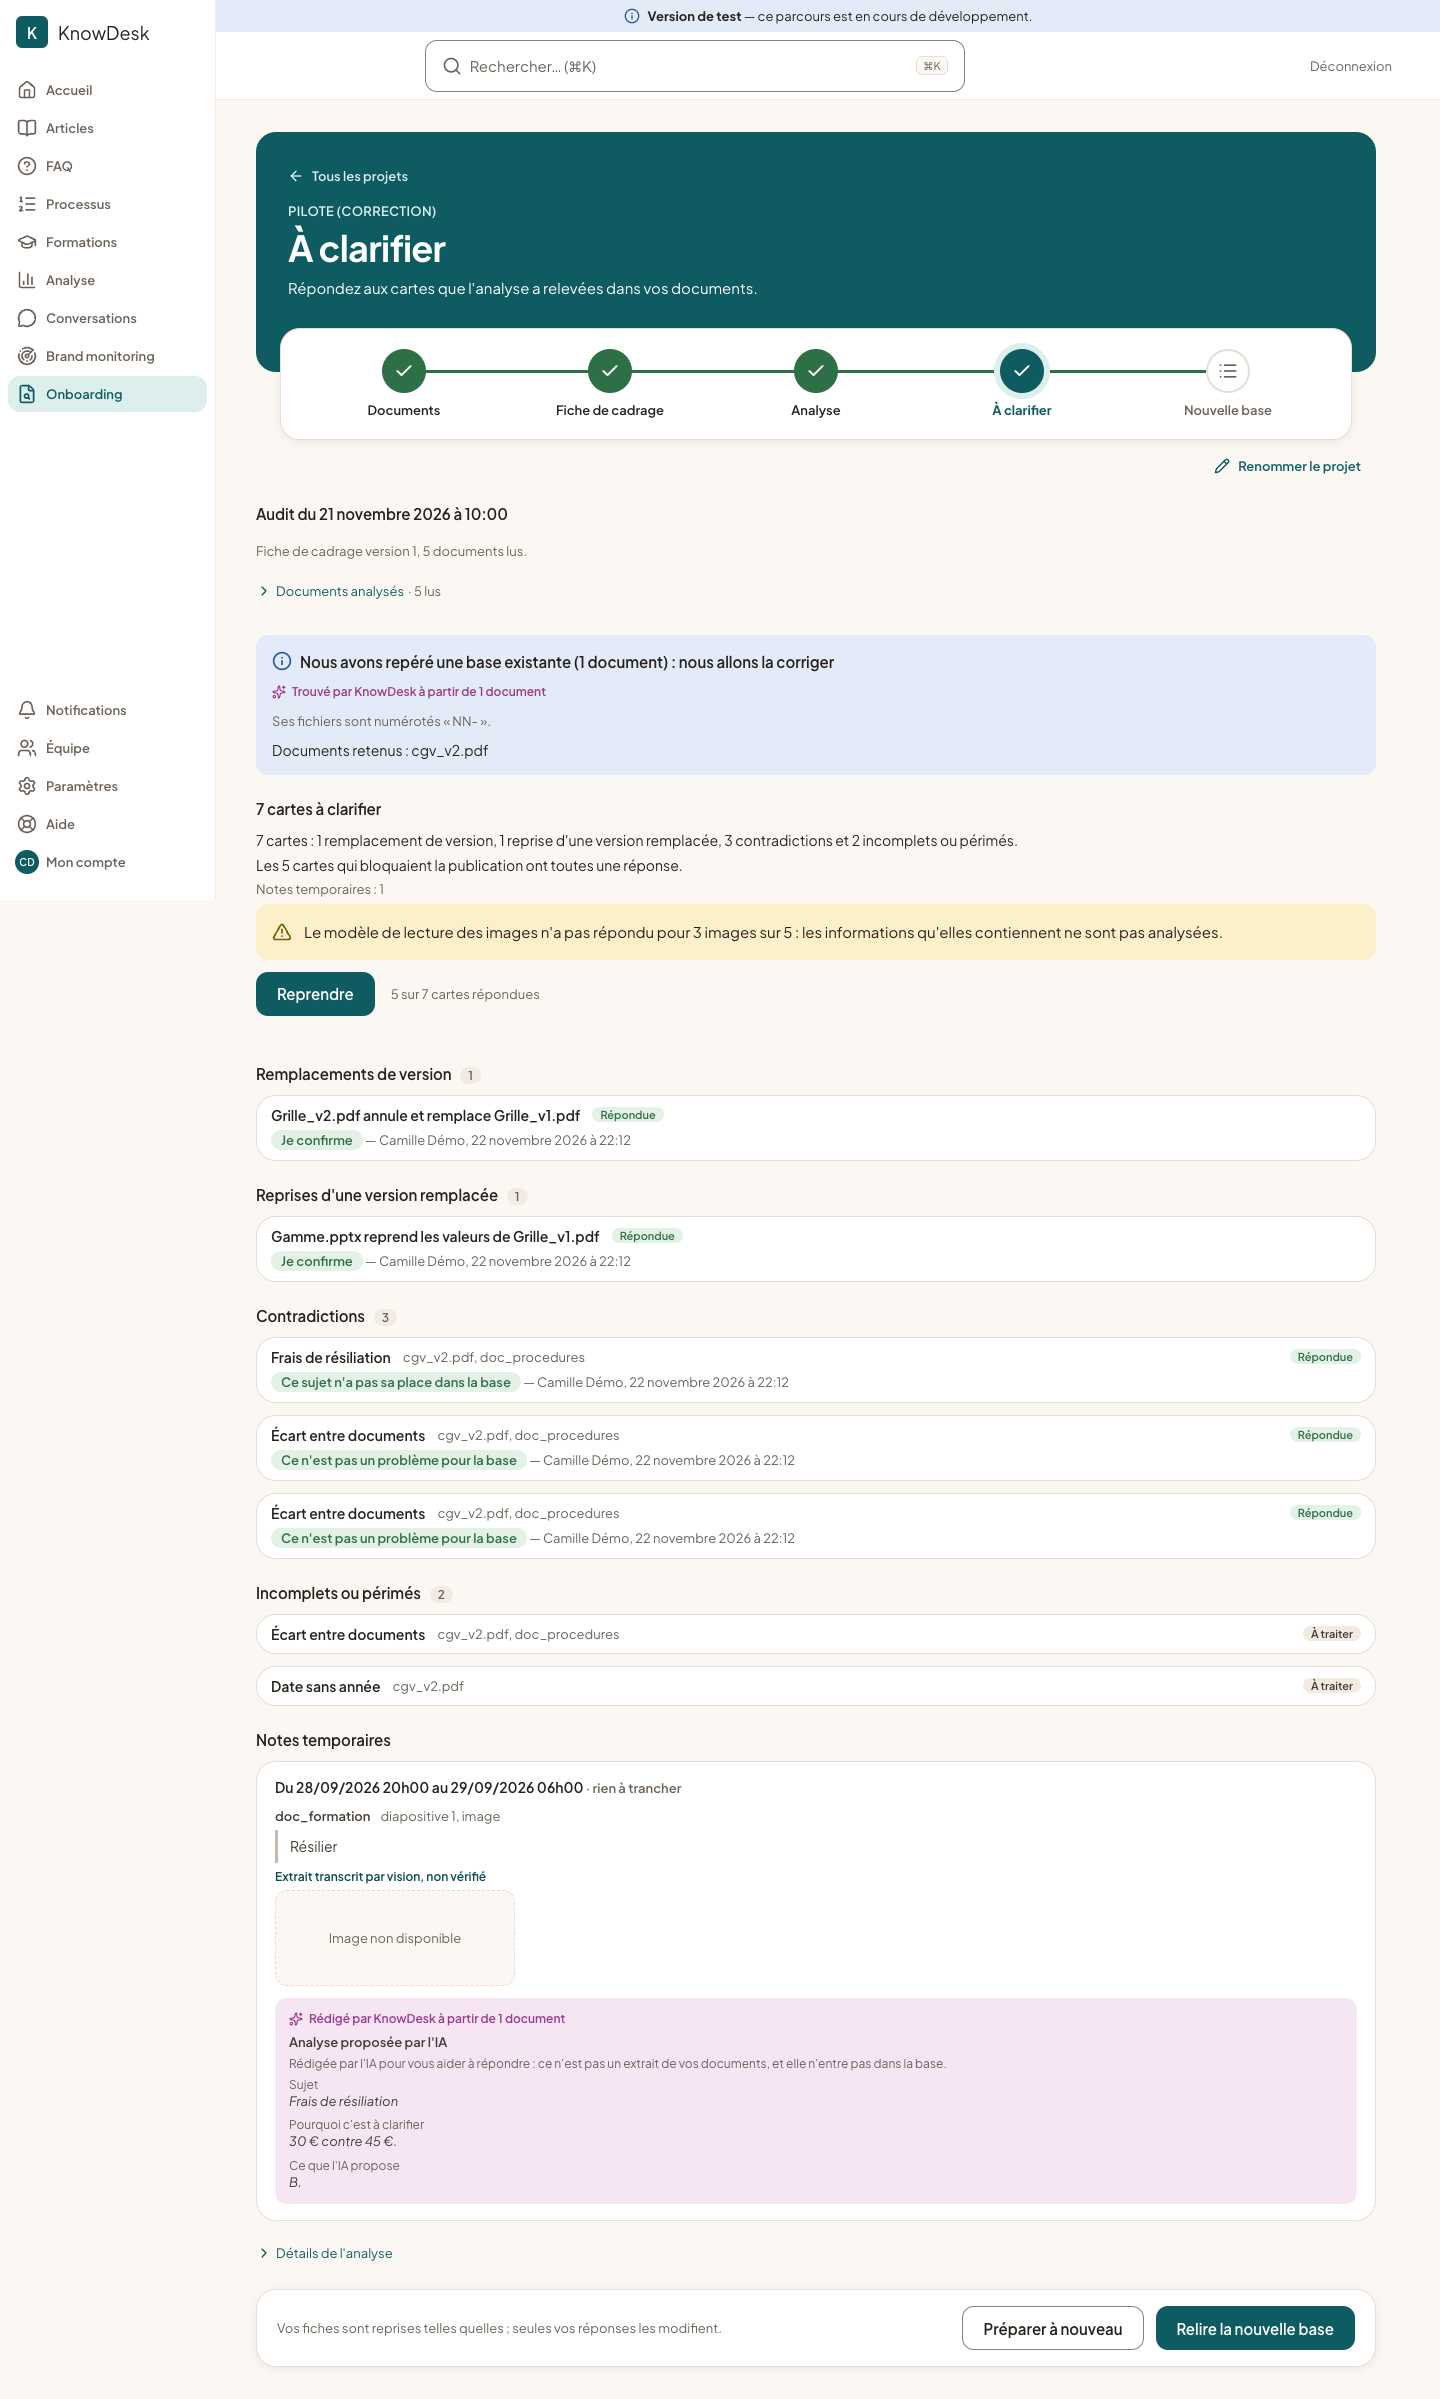 K KnowDesk
Accueil
Articles
FAQ
Processus
Formations
Analyse
Conversations
Brand monitoring
Onboarding
Notifications
Équipe
Paramètres
Aide
CD Mon compte
Version de test — ce parcours est en cours de développement.
Rechercher... (⌘K) ⌘K
Déconnexion
Tous les projets
PILOTE (CORRECTION)
À clarifier
Répondez aux cartes que l'analyse a relevées dans vos documents.
Documents Fiche de cadrage Analyse À clarifier Nouvelle base
Renommer le projet
Audit du 21 novembre 2026 à 10:00
Fiche de cadrage version 1, 5 documents lus.
Documents analysés · 5 lus
Nous avons repéré une base existante (1 document) : nous allons la corriger
Trouvé par KnowDesk à partir de 1 document
Ses fichiers sont numérotés « NN- ».
Documents retenus : cgv_v2.pdf
7 cartes à clarifier
7 cartes : 1 remplacement de version, 1 reprise d'une version remplacée, 3 contradictions et 2 incomplets ou périmés.
Les 5 cartes qui bloquaient la publication ont toutes une réponse.
Notes temporaires : 1
Le modèle de lecture des images n'a pas répondu pour 3 images sur 5 : les informations qu'elles contiennent ne sont pas analysées.
Reprendre 5 sur 7 cartes répondues
Remplacements de version 1
Grille_v2.pdf annule et remplace Grille_v1.pdf Répondue
Je confirme — Camille Démo, 22 novembre 2026 à 22:12
Reprises d'une version remplacée 1
Gamme.pptx reprend les valeurs de Grille_v1.pdf Répondue
Je confirme — Camille Démo, 22 novembre 2026 à 22:12
Contradictions 3
Frais de résiliation cgv_v2.pdf, doc_procedures Répondue
Ce sujet n'a pas sa place dans la base — Camille Démo, 22 novembre 2026 à 22:12
Écart entre documents cgv_v2.pdf, doc_procedures Répondue
Ce n'est pas un problème pour la base — Camille Démo, 22 novembre 2026 à 22:12
Écart entre documents cgv_v2.pdf, doc_procedures Répondue
Ce n'est pas un problème pour la base — Camille Démo, 22 novembre 2026 à 22:12
Incomplets ou périmés 2
Écart entre documents cgv_v2.pdf, doc_procedures À traiter
Date sans année cgv_v2.pdf À traiter
Notes temporaires
Du 28/09/2026 20h00 au 29/09/2026 06h00 · rien à trancher
doc_formation diapositive 1, image
Résilier
Extrait transcrit par vision, non vérifié
Image non disponible
Rédigé par KnowDesk à partir de 1 document
Analyse proposée par l'IA
Rédigée par l'IA pour vous aider à répondre : ce n'est pas un extrait de vos documents, et elle n'entre pas dans la base.
Sujet
Frais de résiliation
Pourquoi c'est à clarifier
30 € contre 45 €.
Ce que l'IA propose
B.
Détails de l'analyse
Vos fiches sont reprises telles quelles ; seules vos réponses les modifient.
Préparer à nouveau
Relire la nouvelle base